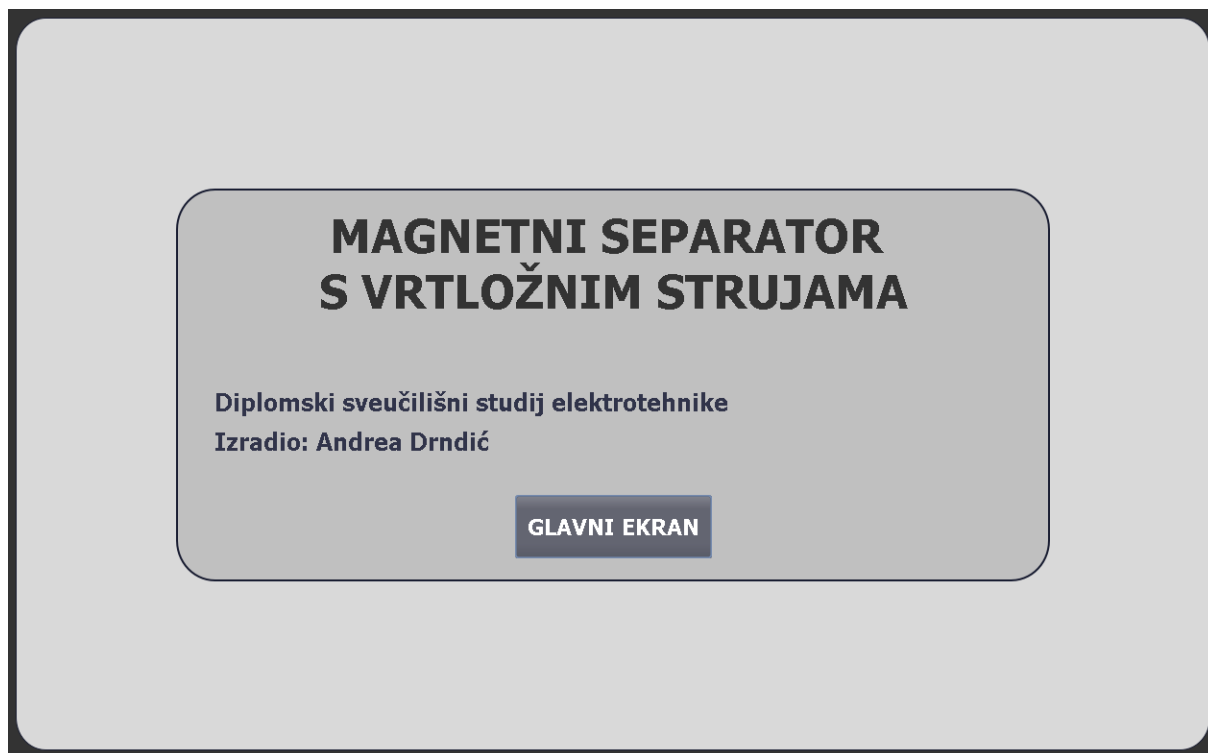 MAGNETNI SEPARATOR
S VRTLOŽNIM STRUJAMA
Diplomski sveučilišni studij elektrotehnike
Izradio: Andrea Drndić
GLAVNI EKRAN